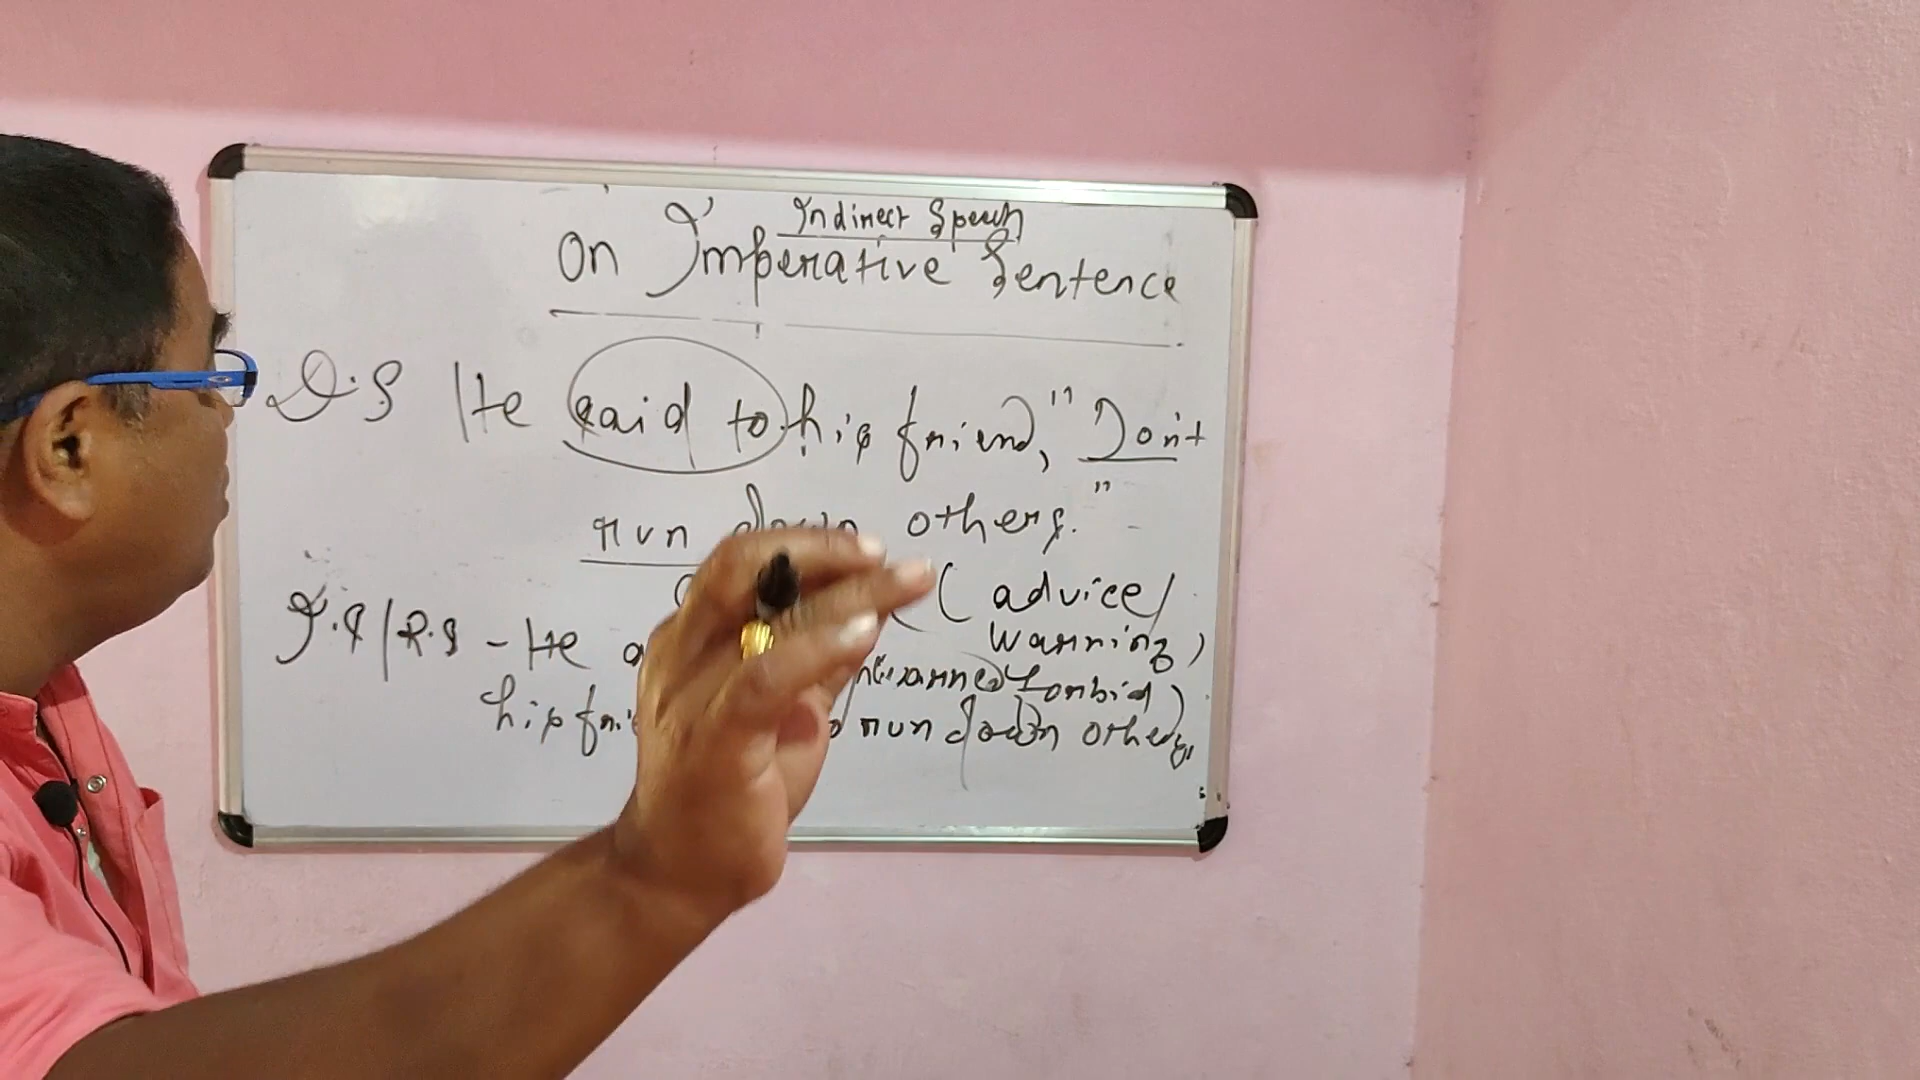 Indirect Speech
On Imperative Sentence
D.S He said to his friend, "Don't
run down others."
(advice/
I.S/R.S - He
warning)
warned forbid)
his run down others.